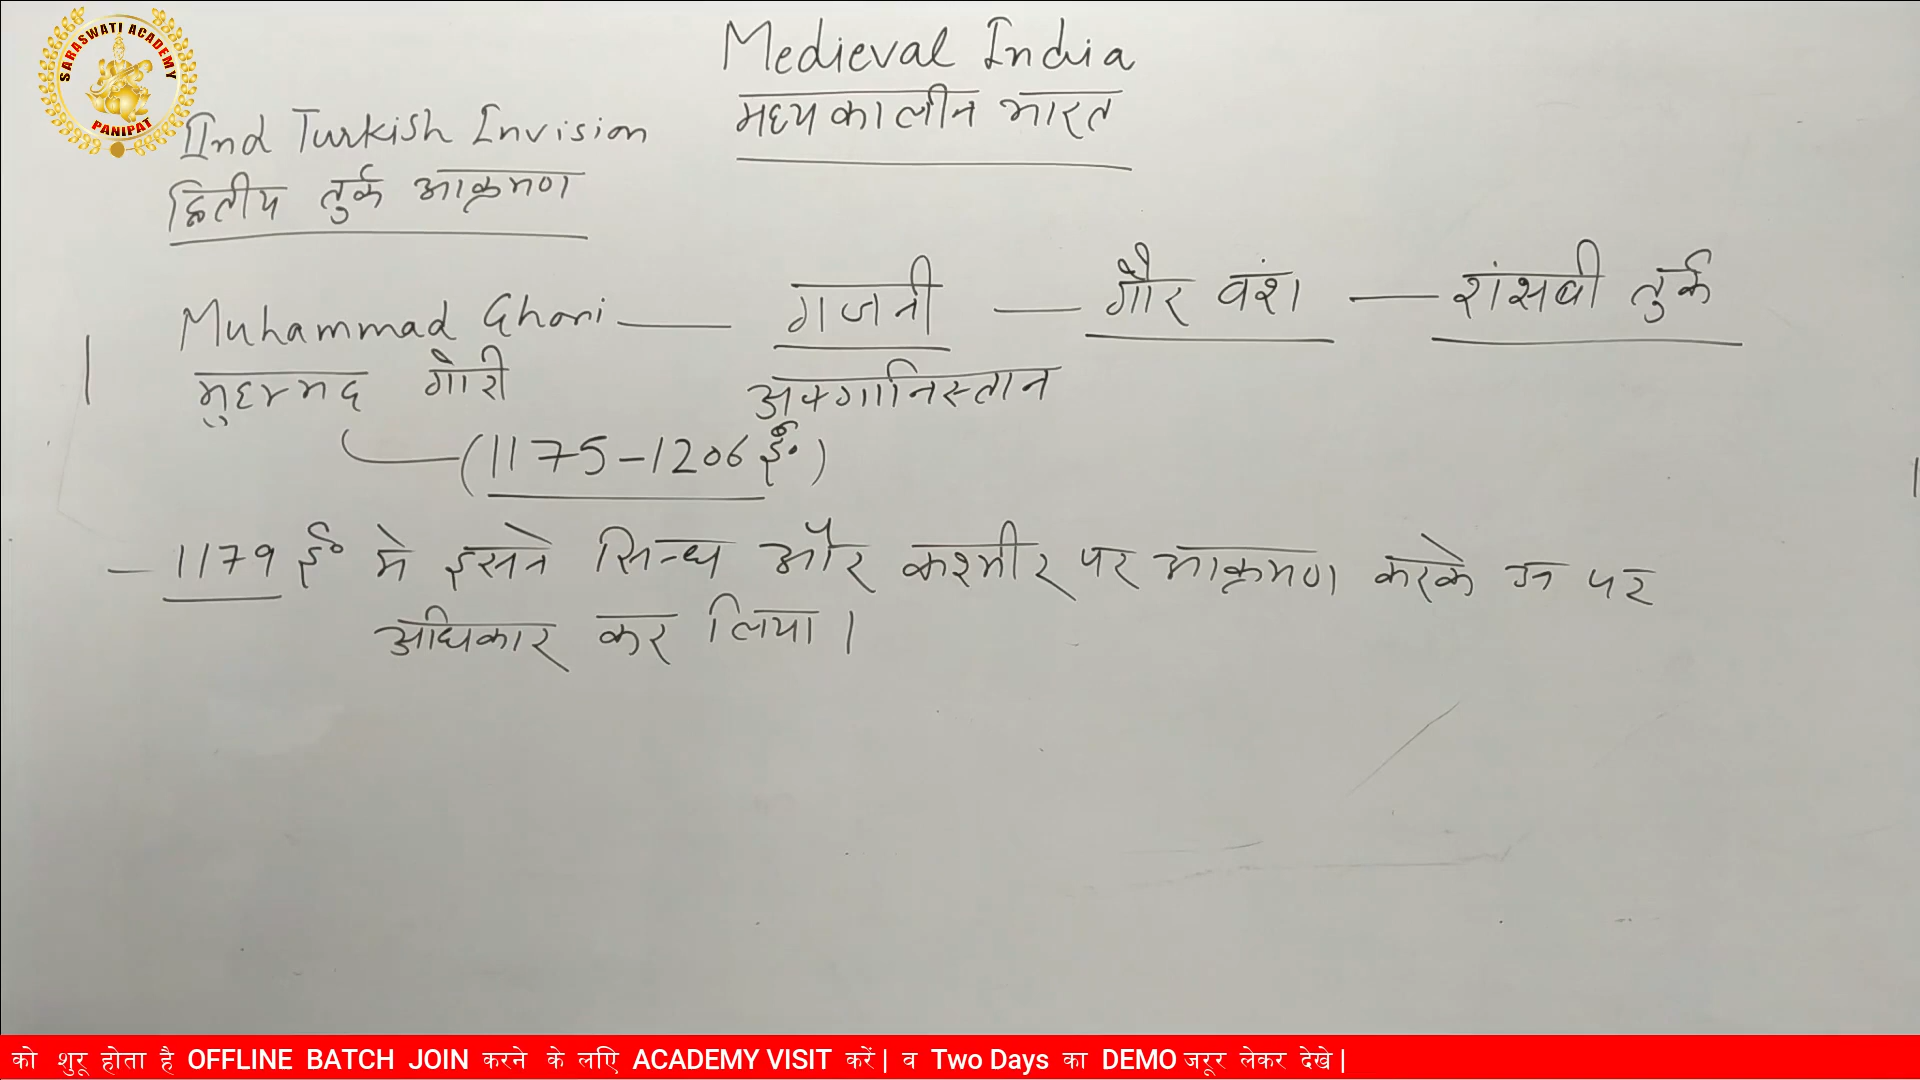 SARASWATI ACADEMY
PANIPAT
Medieval India
मध्यकालीन भारत
IInd Turkish Invision
द्वितीय तुर्क आक्रमण
Muhammad Ghori — गजनी — गौर वंश — शंसबी तुर्क
मुहम्मद गौरी अफगानिस्तान
(1175-1206 ई॰)
- 1179 ई॰ मे इसने सिन्ध और कश्मीर पर आक्रमण करके उन पर
अधिकार कर लिया।
को शुरू होता है OFFLINE BATCH JOIN करने के लिए ACADEMY VISIT करें| व Two Days का DEMO जरूर लेकर देखे|